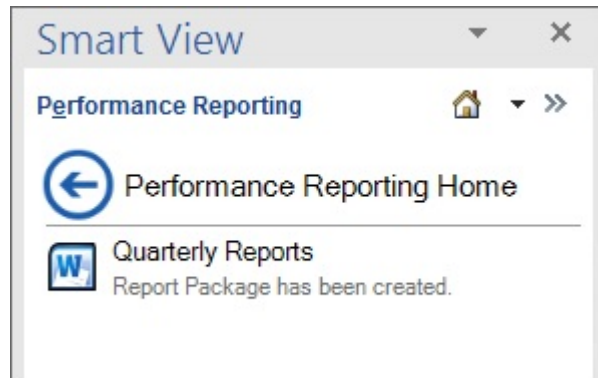 Smart View
Performance Reporting
Performance Reporting Home
Quarterly Reports
Report Package has been created.